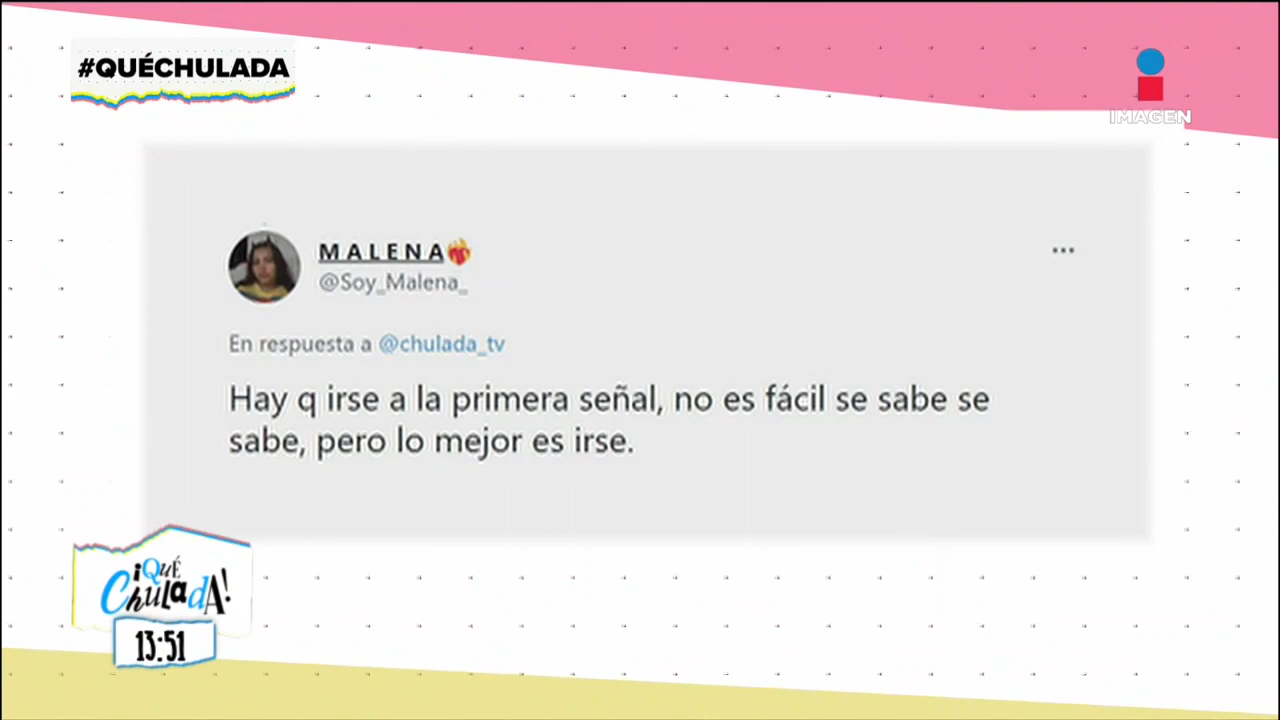 #QUÉCHULADA
IMAGEN
MALENA
@Soy_Malena_
...
En respuesta a @chulada_tv
Hay q irse a la primera señal, no es fácil se sabe se
sabe, pero lo mejor es irse.
¡QUÉ
ChuladA!
13:51